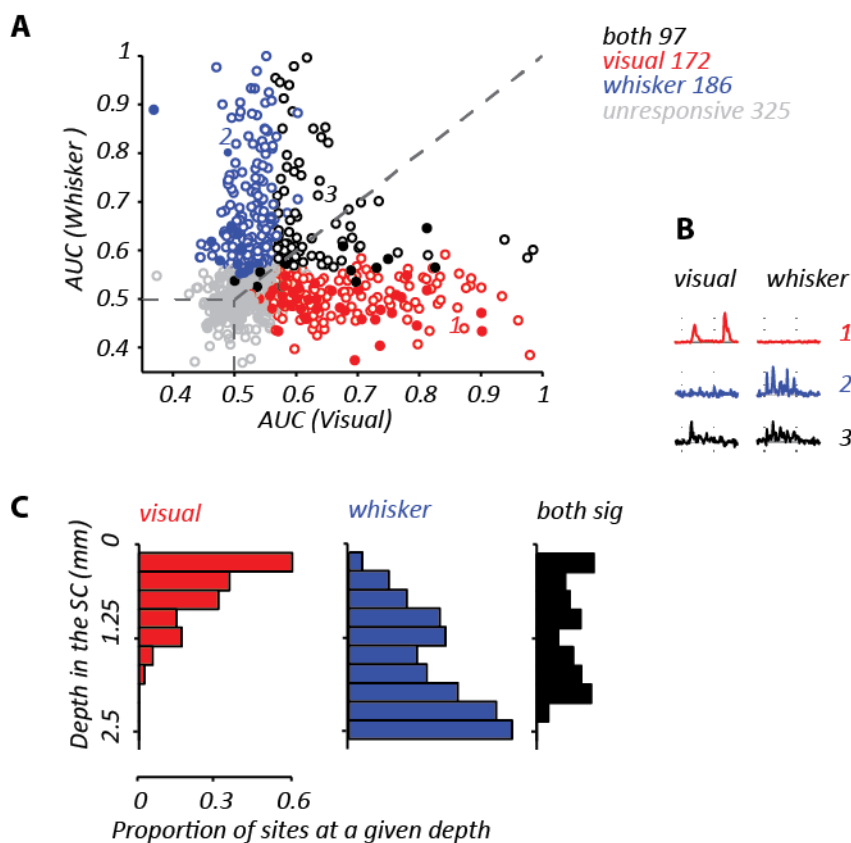 A
both 97
visual 172
whisker 186
unresponsive 325
1
0.9
0.8
0.7
0.6
0.5
0.4
AUC (Whisker )
2
3
1
0.4 0.5 0.6 0.7 0.8 0.9 1
AUC (Visual)
B
visual whisker
1
2
3
C
visual whisker both sig
0
1.25
2.5
Depth in the SC (mm)
0 0.3 0.6
Proportion of sites at a given depth